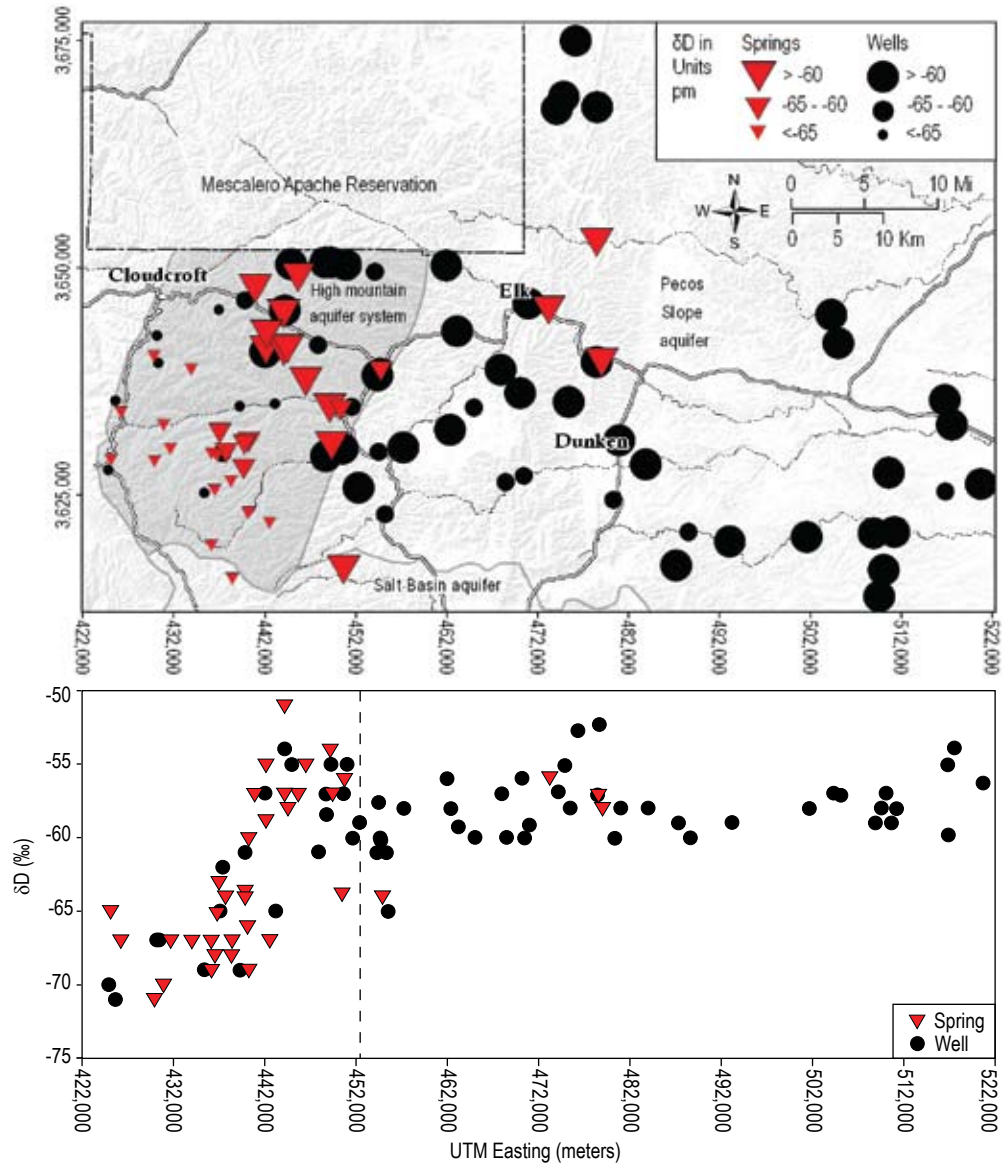 3,675,000
3,650,000
3,625,000
δD in
Units
pm
Springs
> -60
-65 - -60
<-65
Wells
> -60
-65 - -60
<-65
Mescalero Apache Reservation
N
W E
S
0 5 10 Mi
0 5 10 Km
Cloudcroft
High mountain
aquifer system
Elk
Pecos
Slope
aquifer
Dunken
Salt Basin aquifer
422,000
432,000
442,000
452,000
462,000
472,000
482,000
492,000
502,000
512,000
522,000
-50
-55
-60
-65
-70
-75
δD (‰)
Spring
Well
422,000
432,000
442,000
452,000
462,000
472,000
482,000
492,000
502,000
512,000
522,000
UTM Easting (meters)